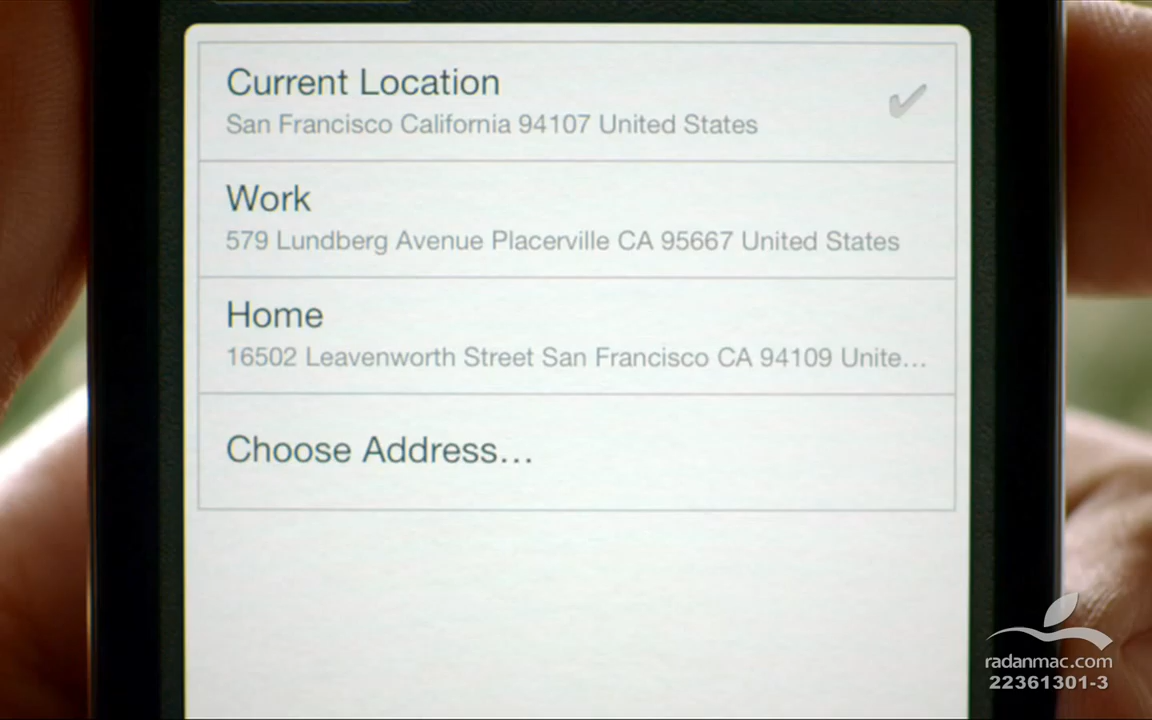 Current Location
San Francisco California 94107 United States
Work
579 Lundberg Avenue Placerville CA 95667 United States
Home
16502 Leavenworth Street San Francisco CA 94109 Unite…
Choose Address…
radanmac.com
22361301-3